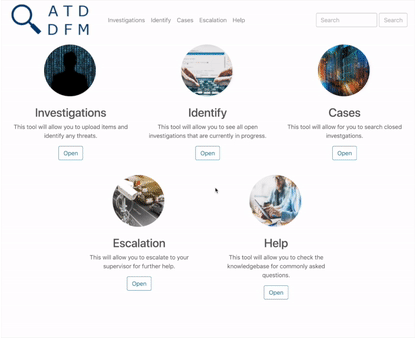 ATD
DFM
Investigations Identify Cases Escalation Help
Search Search
Investigations
This tool will allow you to upload items and
identify any threats.
Open
Identify
This tool will allow you to see all open
investigations that are currently in progress.
Open
Cases
This tool will allow for you to search closed
investgations.
Open
Escalation
This tool will allow you to escalate to your
supervisor for further help.
Open
Help
This tool will allow you to check the
knowledgebase for commonly asked
questions.
Open